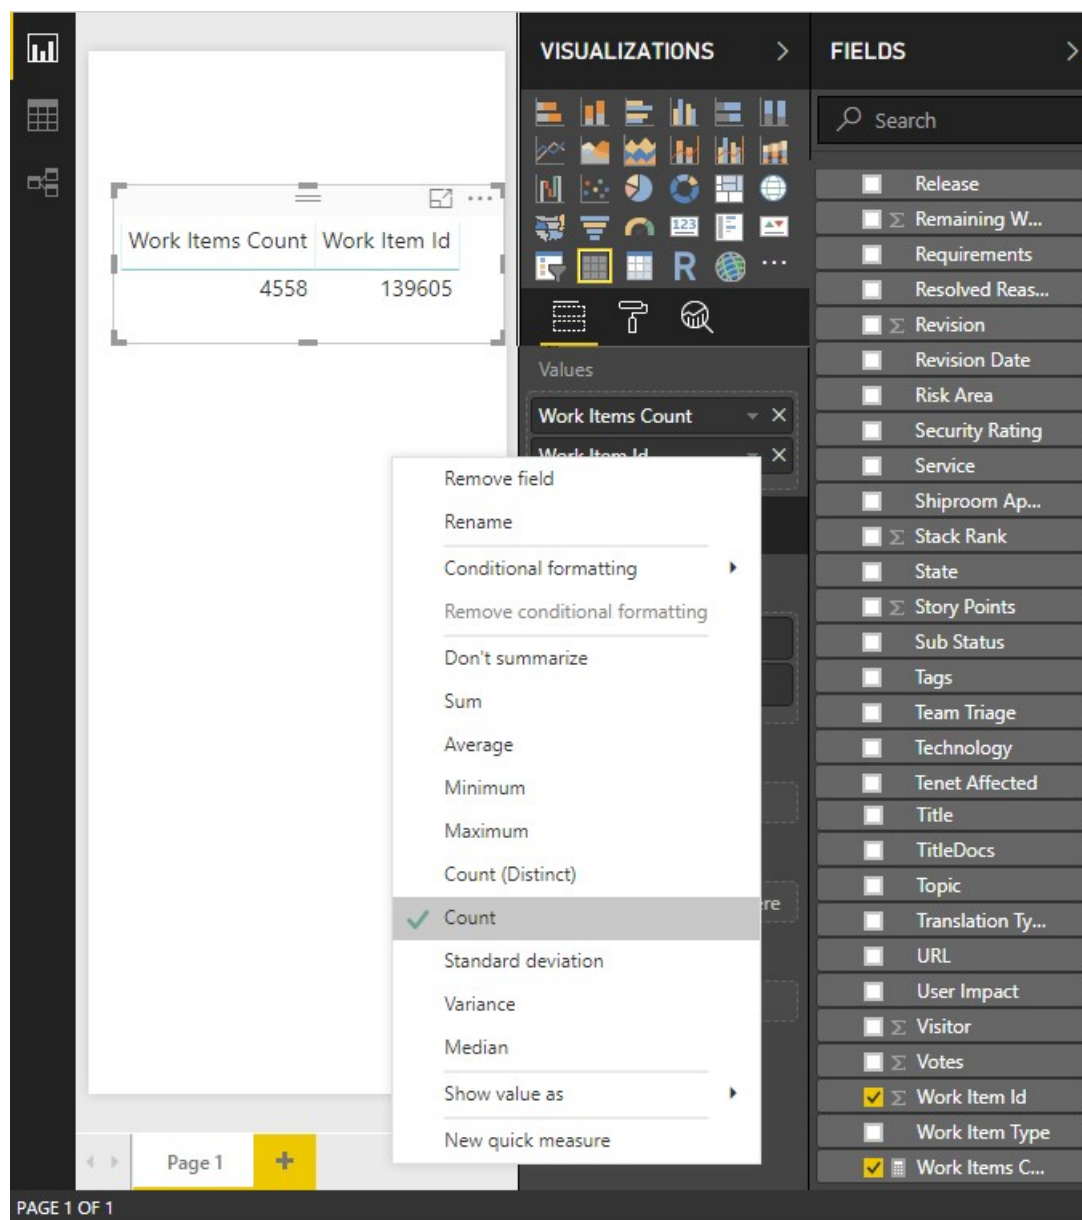 VISUALIZATIONS
FIELDS
Search
123
R
Work Items Count Work Item Id
4558 139605
Values
Work Items Count
Work Item Id
Remove field
Rename
Conditional formatting
Remove conditional formatting
Don't summarize
Sum
Average
Minimum
Maximum
Count (Distinct)
Count
Standard deviation
Variance
Median
Show value as
New quick measure
Release
Σ Remaining W...
Requirements
Resolved Reas...
Σ Revision
Revision Date
Risk Area
Security Rating
Service
Shiproom Ap...
Σ Stack Rank
State
Σ Story Points
Sub Status
Tags
Team Triage
Technology
Tenet Affected
Title
TitleDocs
Topic
Translation Ty...
URL
User Impact
Σ Visitor
Σ Votes
Σ Work Item Id
Work Item Type
Work Items C...
Page 1
PAGE 1 OF 1